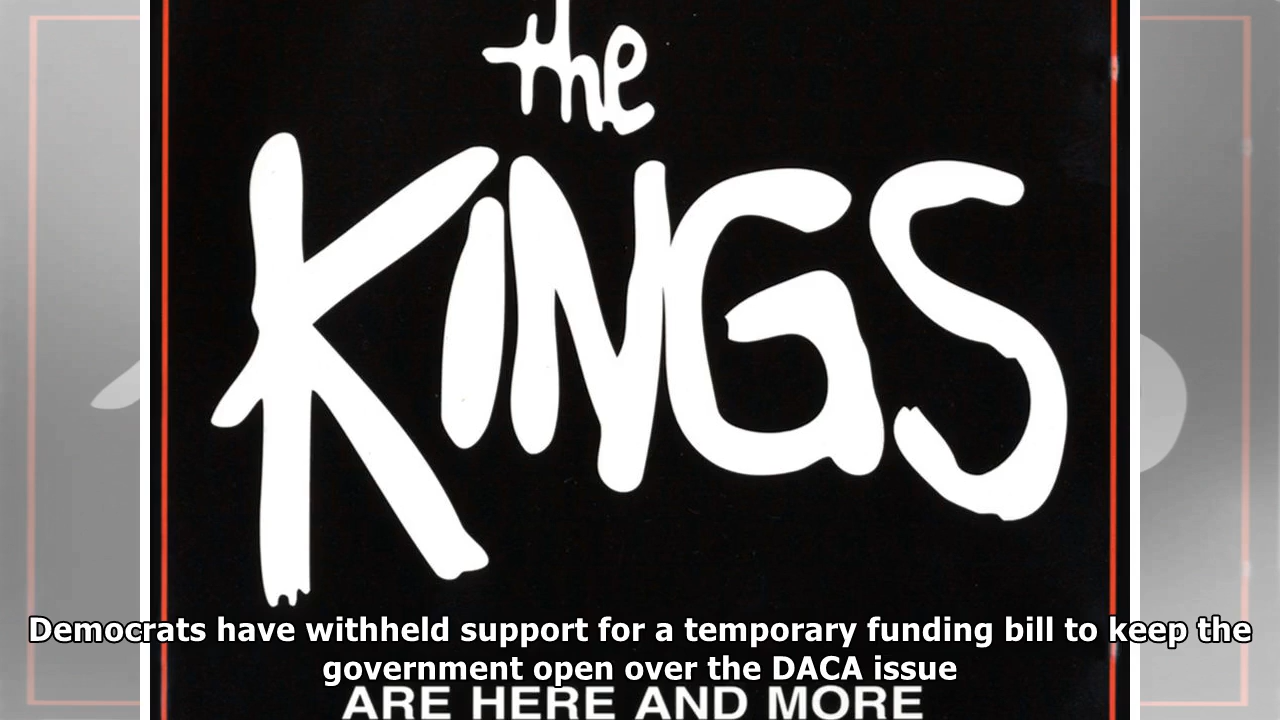 the
KiNGS
Democrats have withheld support for a temporary funding bill to keep the
government open over the DACA issue
ARE HERE AND MORE